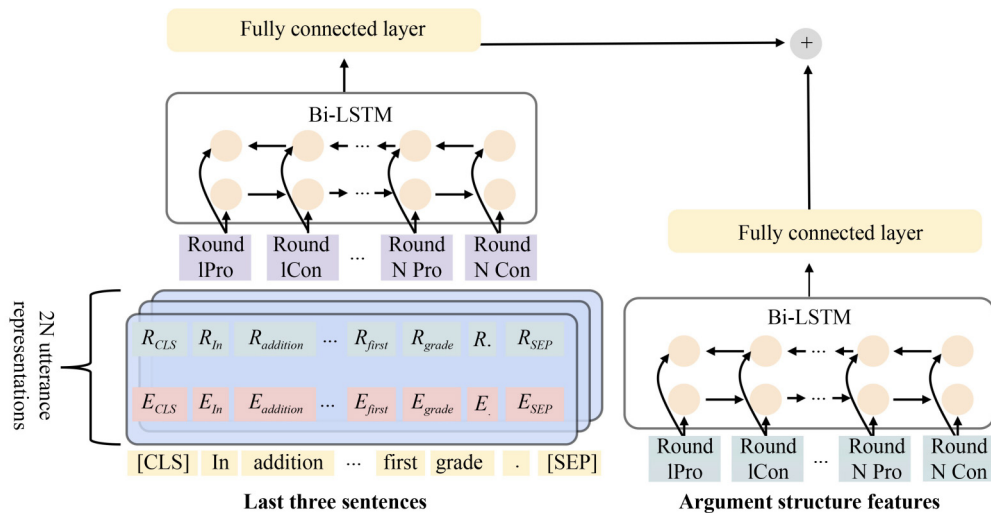 Fully connected layer
+
Bi-LSTM
... ...
Round lPro Round lCon ... Round N Pro Round N Con
2N utterance representations
R_CLS R_In R_addition ... R_first R_grade R. R_SEP
E_CLS E_In E_addition ... E_first E_grade E. E_SEP
[CLS] In addition ... first grade . [SEP]
Last three sentences
Fully connected layer
Bi-LSTM
... ...
Round lPro Round lCon ... Round N Pro Round N Con
Argument structure features